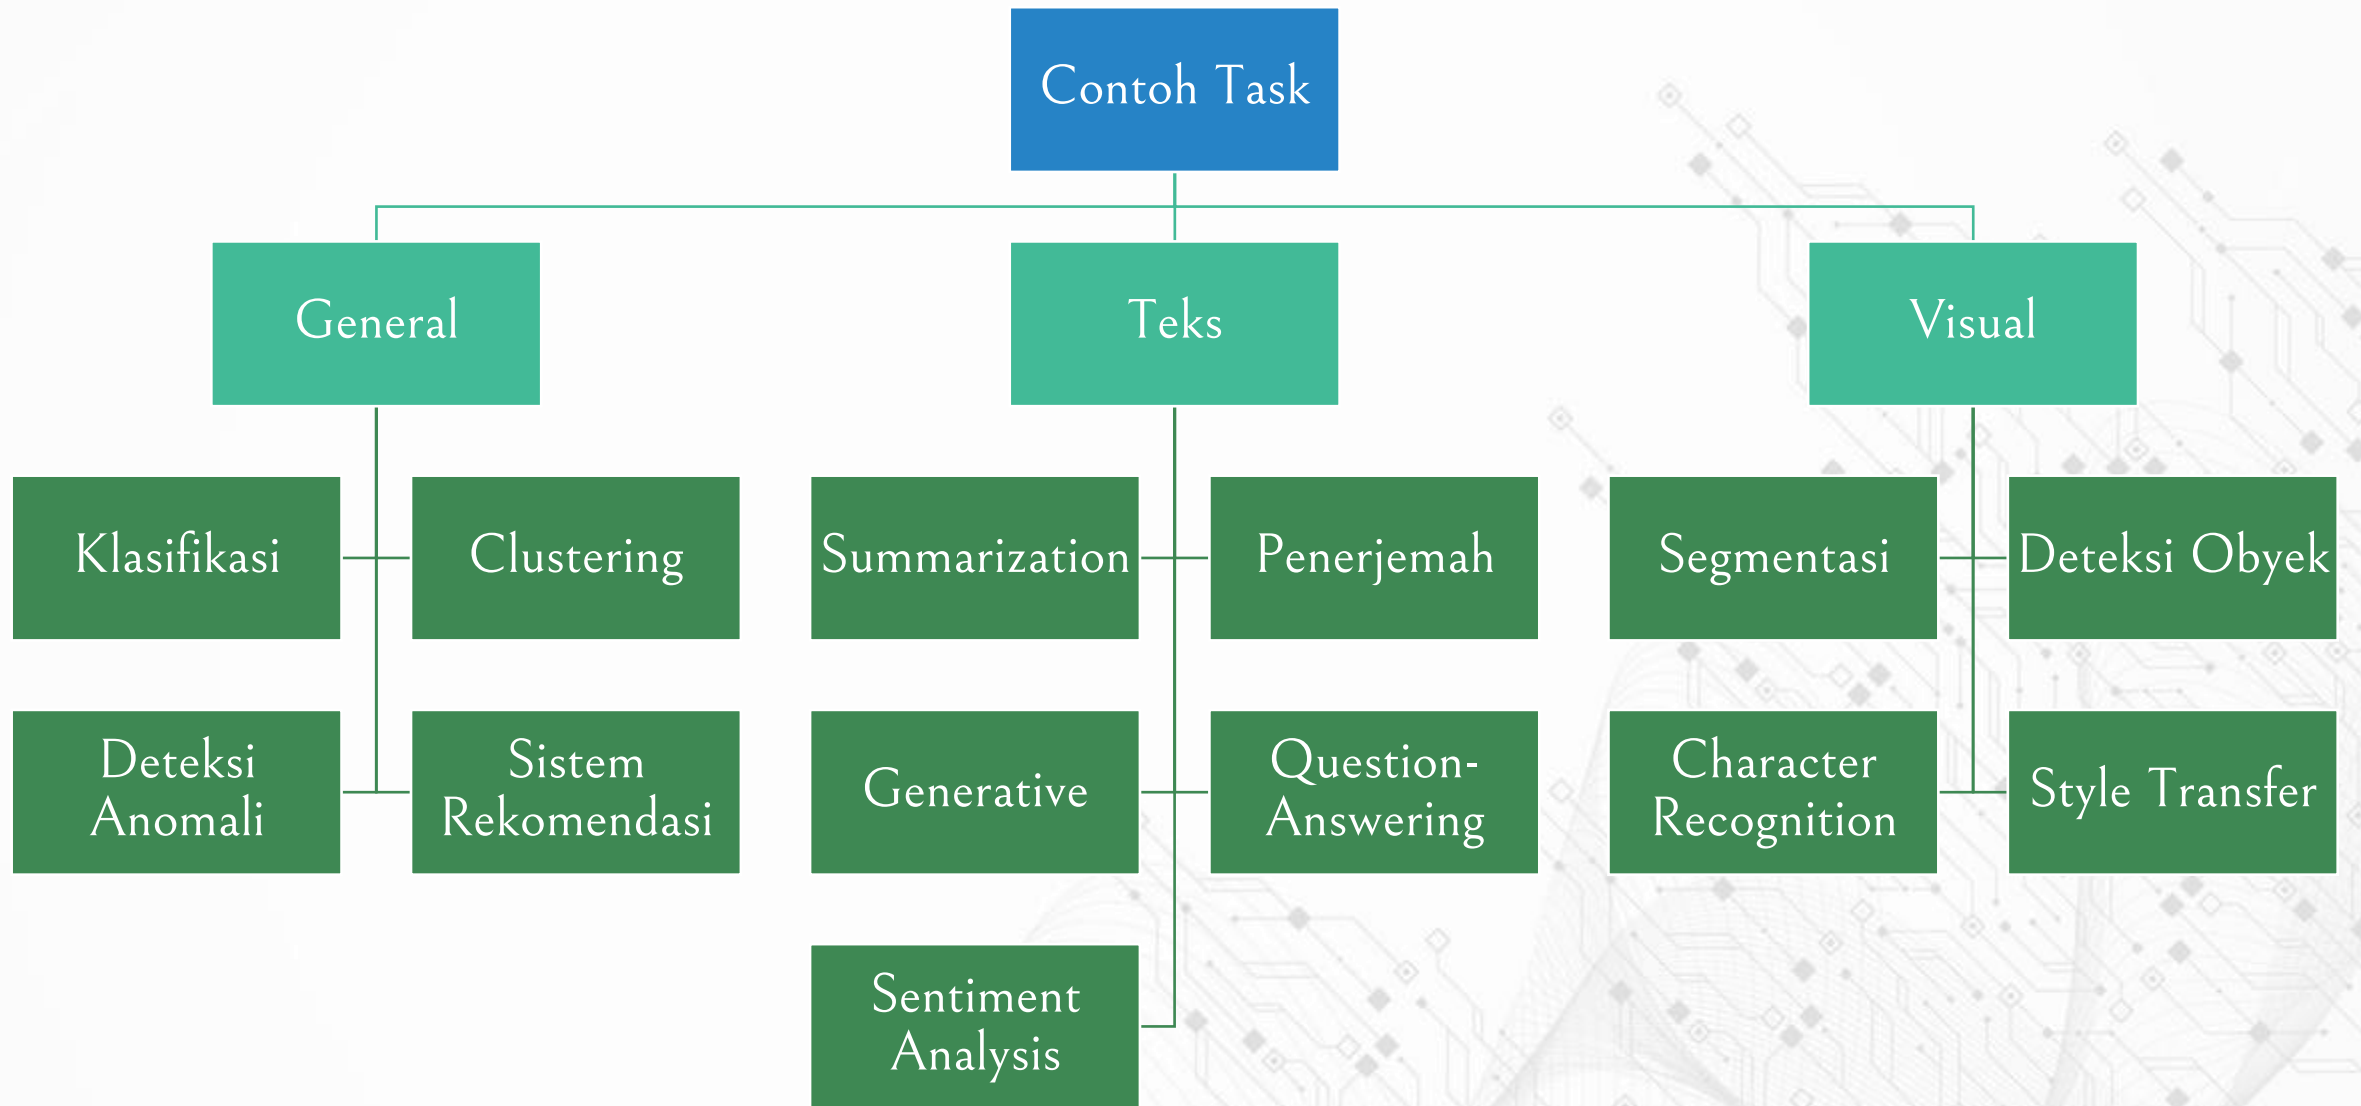 Contoh Task
General
Teks
Visual
Klasifikasi
Clustering
Summarization
Penerjemah
Segmentasi
Deteksi Obyek
Deteksi
Anomali
Sistem
Rekomendasi
Generative
Question-
Answering
Character
Recognition
Style Transfer
Sentiment
Analysis